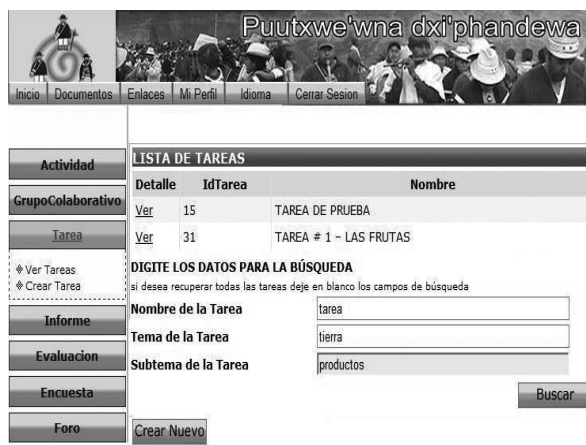 Puutxwe'wna dxi'phandewa
Inicio Documentos Enlaces Mi Perfil Idioma Cerrar Sesion
Actividad
GrupoColaborativo
Tarea
Ver Tareas
Crear Tarea
Informe
Evaluacion
Encuesta
Foro
LISTA DE TAREAS
Detalle IdTarea Nombre
Ver 15 TAREA DE PRUEBA
Ver 31 TAREA # 1 – LAS FRUTAS
DIGITE LOS DATOS PARA LA BÚSQUEDA
si desea recuperar todas las tareas deje en blanco los campos de búsqueda
Nombre de la Tarea tarea
Tema de la Tarea tierra
Subtema de la Tarea productos
Buscar
Crear Nuevo